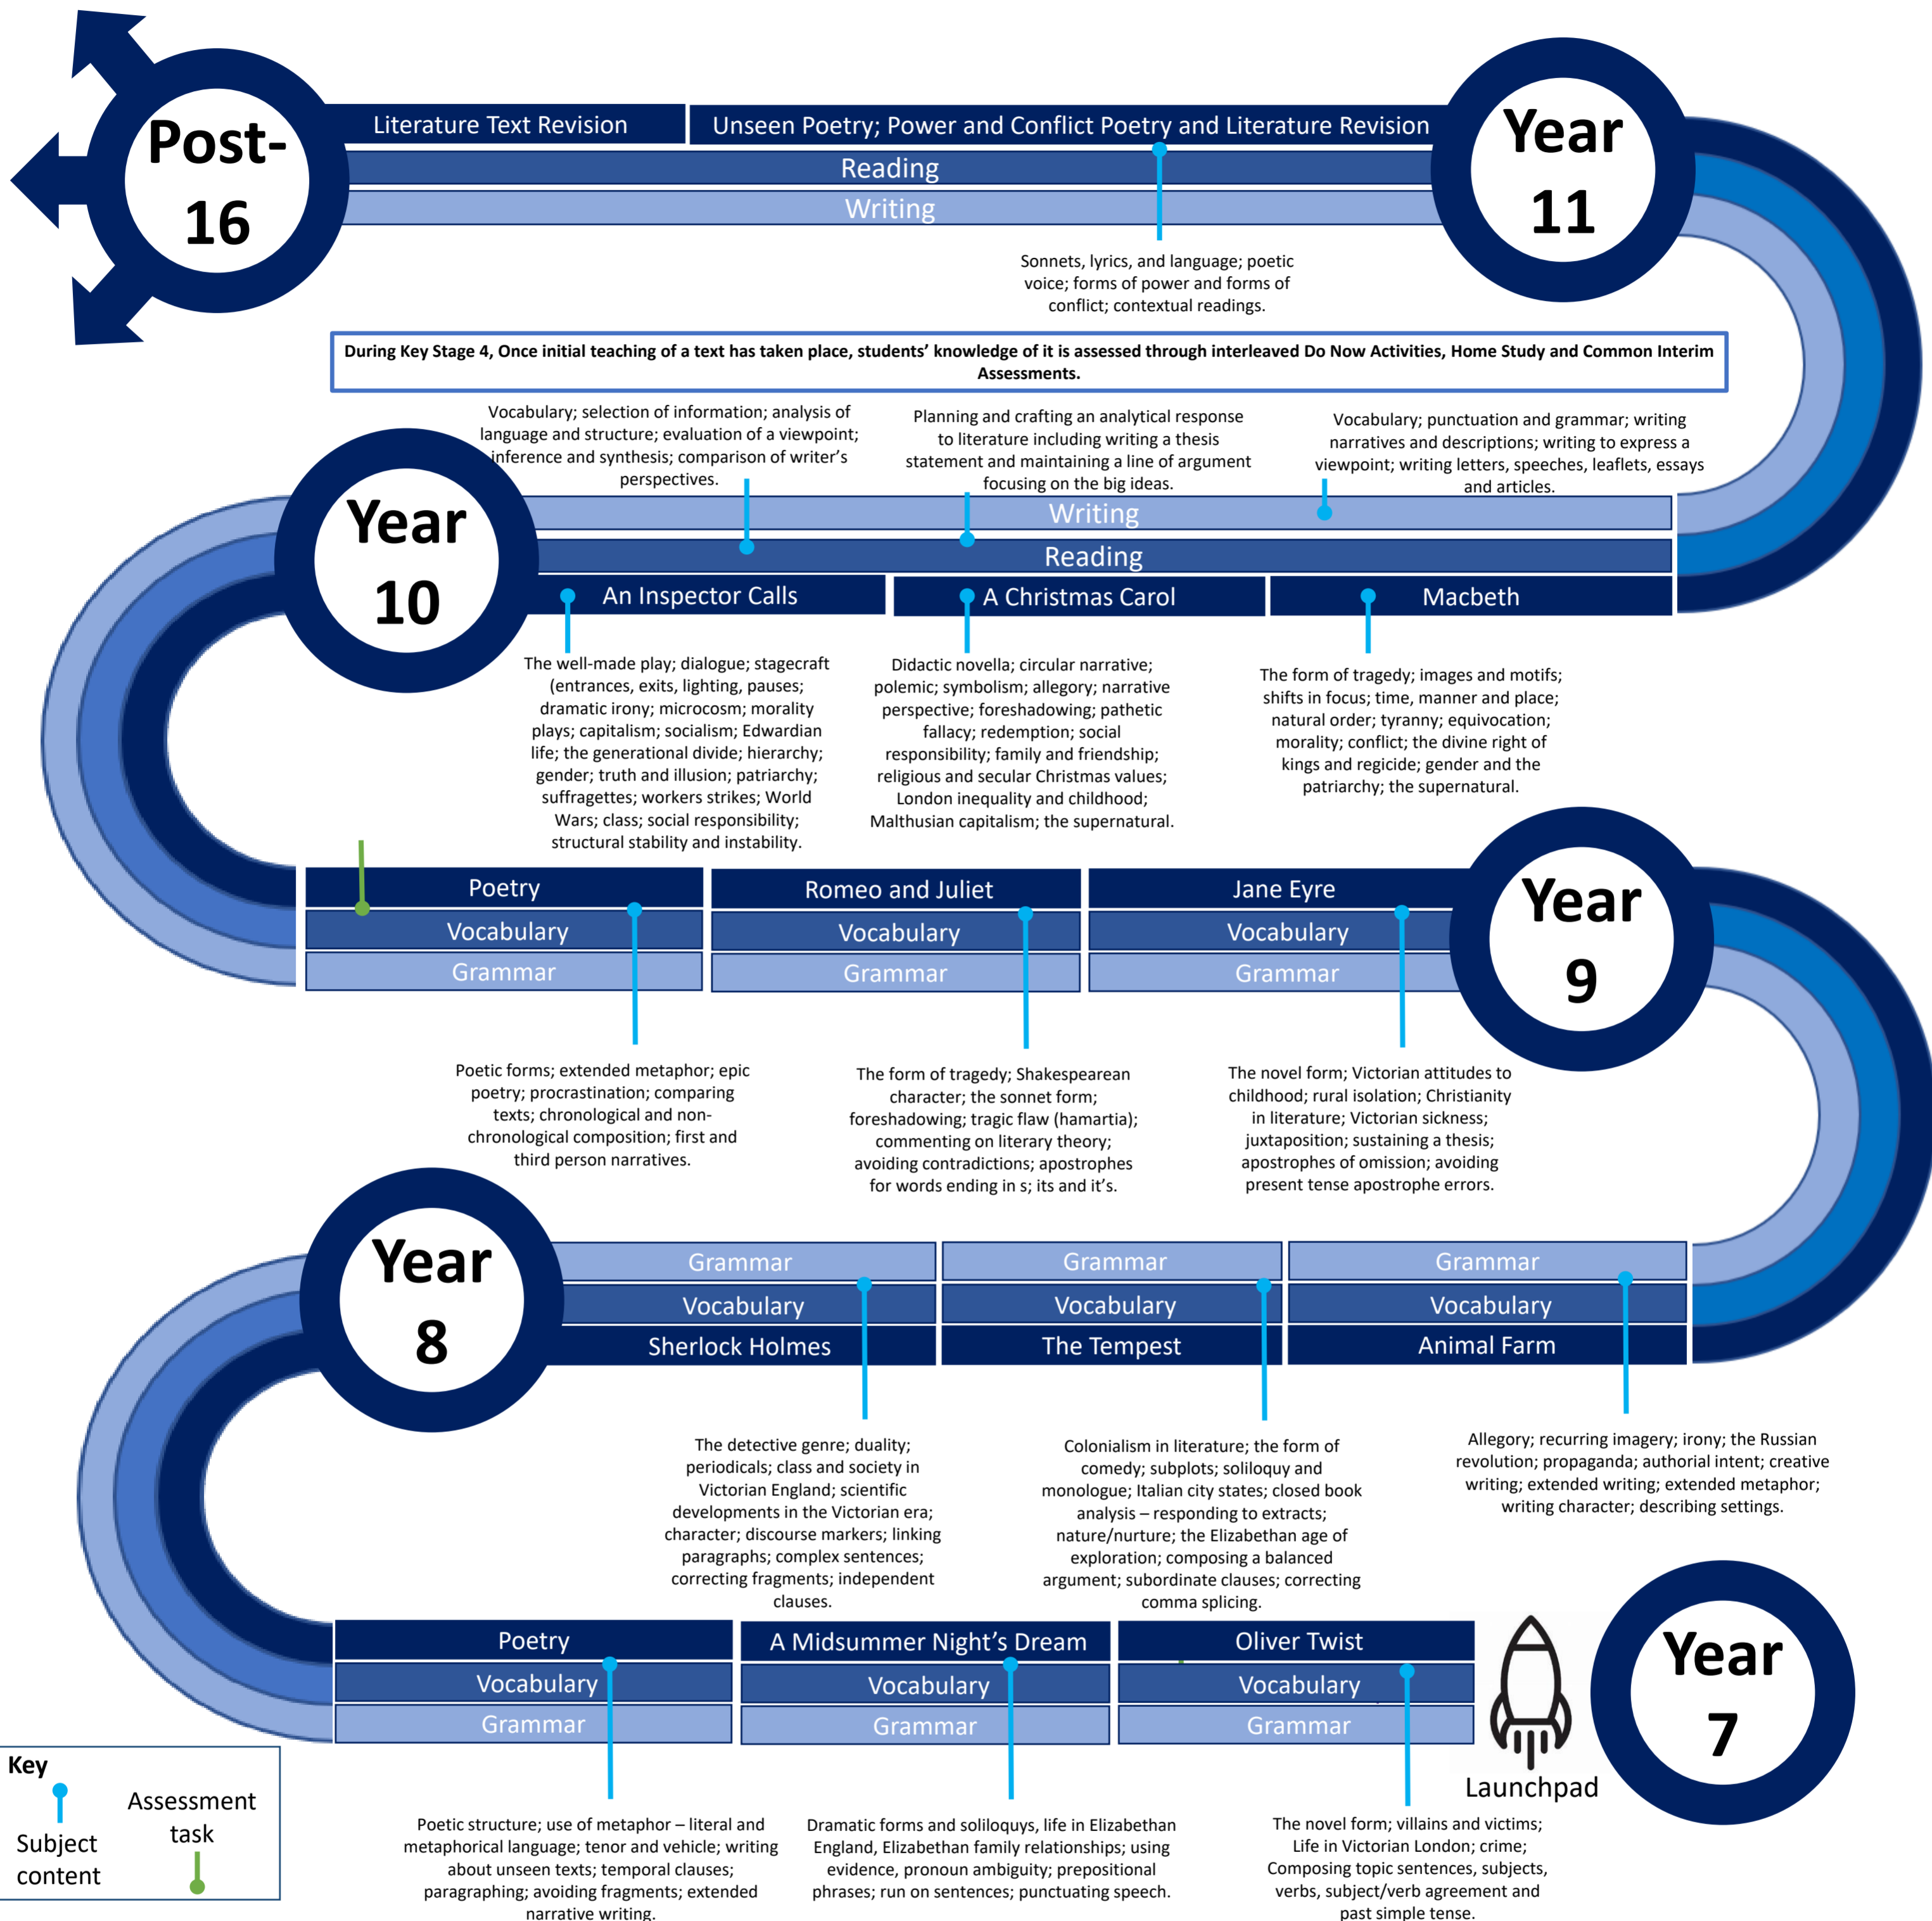 Post-
16
Literature Text Revision
Unseen Poetry; Power and Conflict Poetry and Literature Revision
Reading
Writing
Year
11
Sonnets, lyrics, and language; poetic
voice; forms of power and forms of
conflict; contextual readings.
During Key Stage 4, Once initial teaching of a text has taken place, students’ knowledge of it is assessed through interleaved Do Now Activities, Home Study and Common Interim
Assessments.
Vocabulary; selection of information; analysis of
language and structure; evaluation of a viewpoint;
inference and synthesis; comparison of writer’s
perspectives.
Planning and crafting an analytical response
to literature including writing a thesis
statement and maintaining a line of argument
focusing on the big ideas.
Vocabulary; punctuation and grammar; writing
narratives and descriptions; writing to express a
viewpoint; writing letters, speeches, leaflets, essays
and articles.
Year
10
Writing
Reading
An Inspector Calls
A Christmas Carol
Macbeth
The well-made play; dialogue; stagecraft
(entrances, exits, lighting, pauses;
dramatic irony; microcosm; morality
plays; capitalism; socialism; Edwardian
life; the generational divide; hierarchy;
gender; truth and illusion; patriarchy;
suffragettes; workers strikes; World
Wars; class; social responsibility;
structural stability and instability.
Didactic novella; circular narrative;
polemic; symbolism; allegory; narrative
perspective; foreshadowing; pathetic
fallacy; redemption; social
responsibility; family and friendship;
religious and secular Christmas values;
London inequality and childhood;
Malthusian capitalism; the supernatural.
The form of tragedy; images and motifs;
shifts in focus; time, manner and place;
natural order; tyranny; equivocation;
morality; conflict; the divine right of
kings and regicide; gender and the
patriarchy; the supernatural.
Poetry
Vocabulary
Grammar
Romeo and Juliet
Vocabulary
Grammar
Jane Eyre
Vocabulary
Grammar
Year
9
Poetic forms; extended metaphor; epic
poetry; procrastination; comparing
texts; chronological and non-
chronological composition; first and
third person narratives.
The form of tragedy; Shakespearean
character; the sonnet form;
foreshadowing; tragic flaw (hamartia);
commenting on literary theory;
avoiding contradictions; apostrophes
for words ending in s; its and it’s.
The novel form; Victorian attitudes to
childhood; rural isolation; Christianity
in literature; Victorian sickness;
juxtaposition; sustaining a thesis;
apostrophes of omission; avoiding
present tense apostrophe errors.
Year
8
Grammar
Vocabulary
Sherlock Holmes
Grammar
Vocabulary
The Tempest
Grammar
Vocabulary
Animal Farm
The detective genre; duality;
periodicals; class and society in
Victorian England; scientific
developments in the Victorian era;
character; discourse markers; linking
paragraphs; complex sentences;
correcting fragments; independent
clauses.
Colonialism in literature; the form of
comedy; subplots; soliloquy and
monologue; Italian city states; closed book
analysis – responding to extracts;
nature/nurture; the Elizabethan age of
exploration; composing a balanced
argument; subordinate clauses; correcting
comma splicing.
Allegory; recurring imagery; irony; the Russian
revolution; propaganda; authorial intent; creative
writing; extended writing; extended metaphor;
writing character; describing settings.
Poetry
Vocabulary
Grammar
A Midsummer Night’s Dream
Vocabulary
Grammar
Oliver Twist
Vocabulary
Grammar
Launchpad
Year
7
Key
Subject
content
Assessment
task
Poetic structure; use of metaphor – literal and
metaphorical language; tenor and vehicle; writing
about unseen texts; temporal clauses;
paragraphing; avoiding fragments; extended
narrative writing.
Dramatic forms and soliloquys, life in Elizabethan
England, Elizabethan family relationships; using
evidence, pronoun ambiguity; prepositional
phrases; run on sentences; punctuating speech.
The novel form; villains and victims;
Life in Victorian London; crime;
Composing topic sentences, subjects,
verbs, subject/verb agreement and
past simple tense.